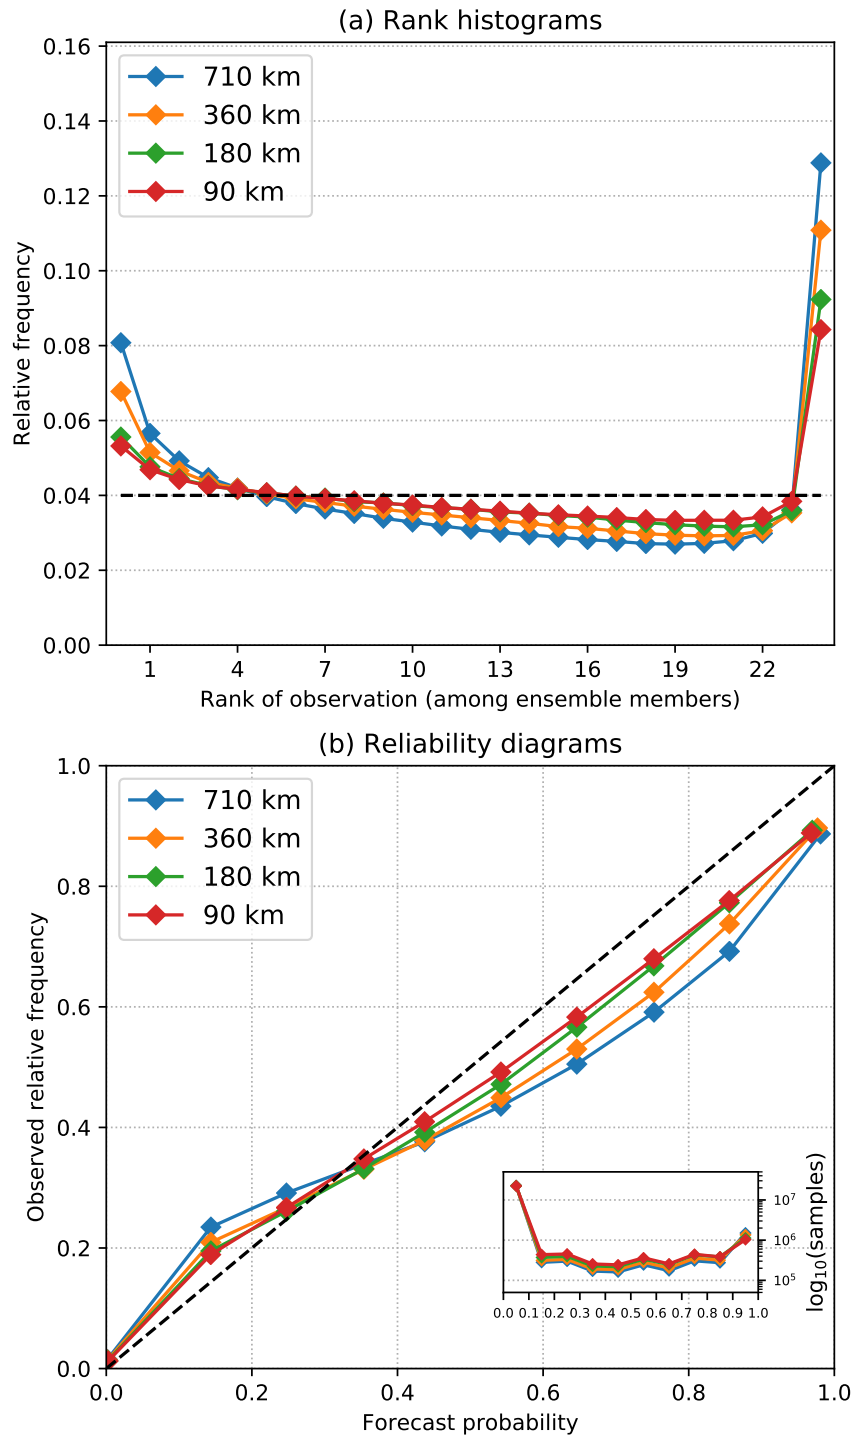 (a) Rank histograms
0.16
0.14
0.12
0.10
0.08
0.06
0.04
0.02
0.00
Relative frequency
710 km
360 km
180 km
90 km
1 4 7 10 13 16 19 22
Rank of observation (among ensemble members)
(b) Reliability diagrams
1.0
0.8
0.6
0.4
0.2
0.0
Observed relative frequency
710 km
360 km
180 km
90 km
10⁷
10⁶
10⁵
log₁₀(samples)
0.0 0.1 0.2 0.3 0.4 0.5 0.6 0.7 0.8 0.9 1.0
0.0 0.2 0.4 0.6 0.8 1.0
Forecast probability